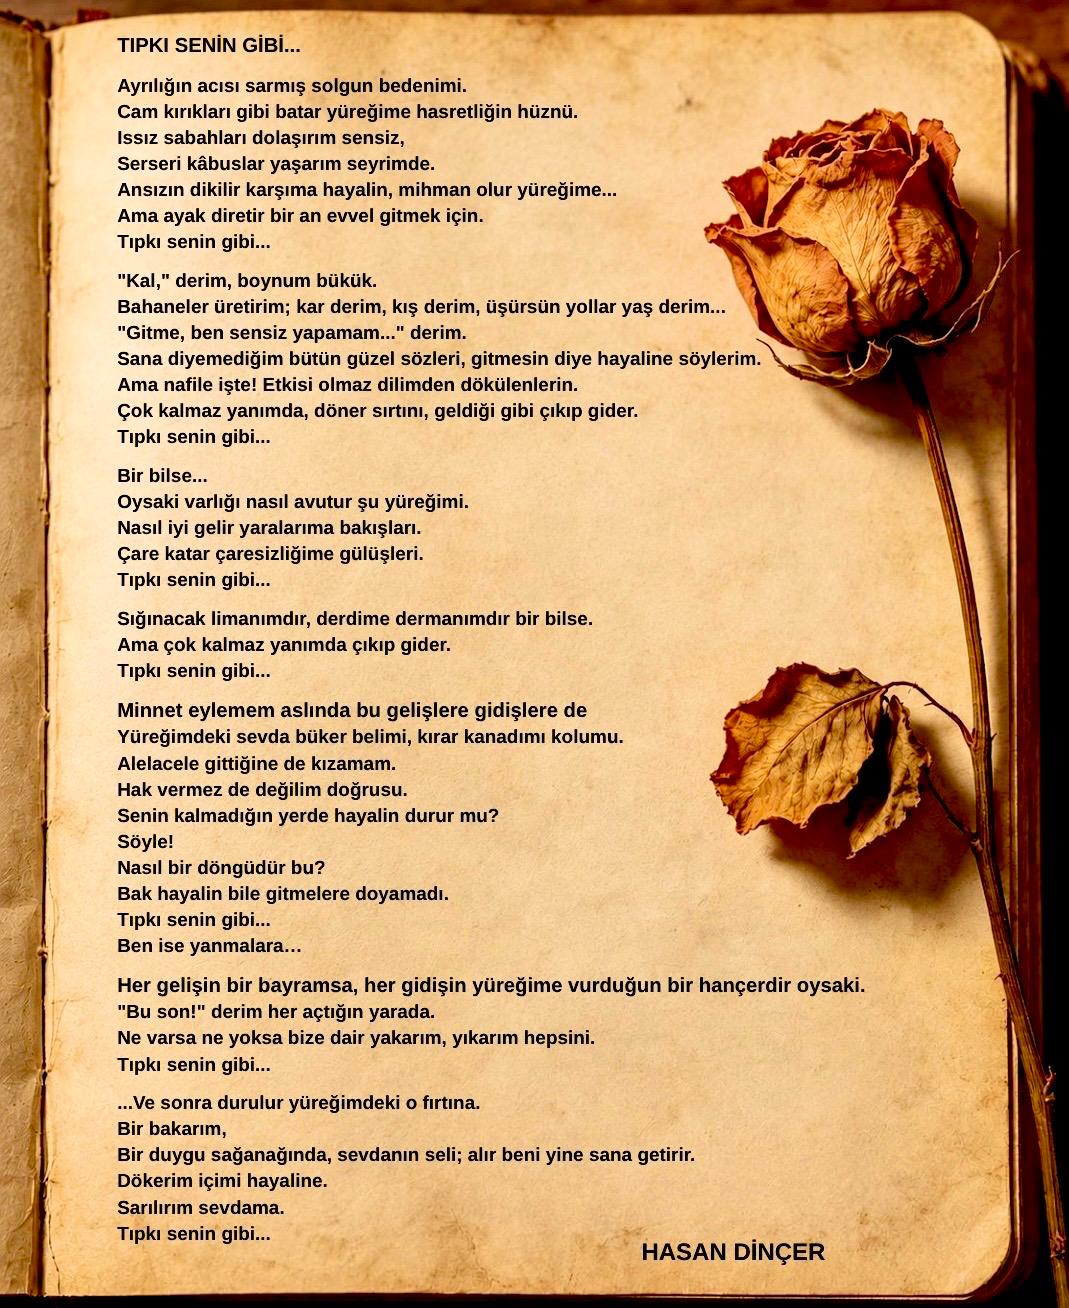 TIPKI SENİN GİBİ...
Ayrılığın acısı sarmış solgun bedenimi.
Cam kırıkları gibi batar yüreğime hasretliğin hüznü.
Issız sabahları dolaşırım sensiz,
Serseri kâbuslar yaşarım seyrimde.
Ansızın dikilir karşıma hayalin, mihman olur yüreğime...
Ama ayak diretir bir an evvel gitmek için.
Tıpkı senin gibi...
"Kal," derim, boynum bükük.
Bahaneler üretirim; kar derim, kış derim, üşürsün yollar yaş derim...
"Gitme, ben sensiz yapamam..." derim.
Sana diyemediğim bütün güzel sözleri, gitmesin diye hayaline söylerim.
Ama nafile işte! Etkisi olmaz dilimden dökülenlerin.
Çok kalmaz yanımda, döner sırtını, geldiği gibi çıkıp gider.
Tıpkı senin gibi...
Bir bilse...
Oysaki varlığı nasıl avutur şu yüreğimi.
Nasıl iyi gelir yaralarıma bakışları.
Çare katar çaresizliğime gülüşleri.
Tıpkı senin gibi...
Sığınacak limanımdır, derdime dermanımdır bir bilse.
Ama çok kalmaz yanımda çıkıp gider.
Tıpkı senin gibi...
Minnet eylemem aslında bu gelişlere gidişlere de
Yüreğimdeki sevda büker belimi, kırar kanadımı kolumu.
Alelacele gittiğine de kızamam.
Hak vermez de değilim doğrusu.
Senin kalmadığın yerde hayalin durur mu?
Söyle!
Nasıl bir döngüdür bu?
Bak hayalin bile gitmelere doyamadı.
Tıpkı senin gibi...
Ben ise yanmalara…
Her gelişin bir bayramsa, her gidişin yüreğime vurduğun bir hançerdir oysaki.
"Bu son!" derim her açtığın yarada.
Ne varsa ne yoksa bize dair yakarım, yıkarım hepsini.
Tıpkı senin gibi...
...Ve sonra durulur yüreğimdeki o fırtına.
Bir bakarım,
Bir duygu sağanağında, sevdanın seli; alır beni yine sana getirir.
Dökerim içimi hayaline.
Sarılırım sevdama.
Tıpkı senin gibi...
HASAN DİNÇER